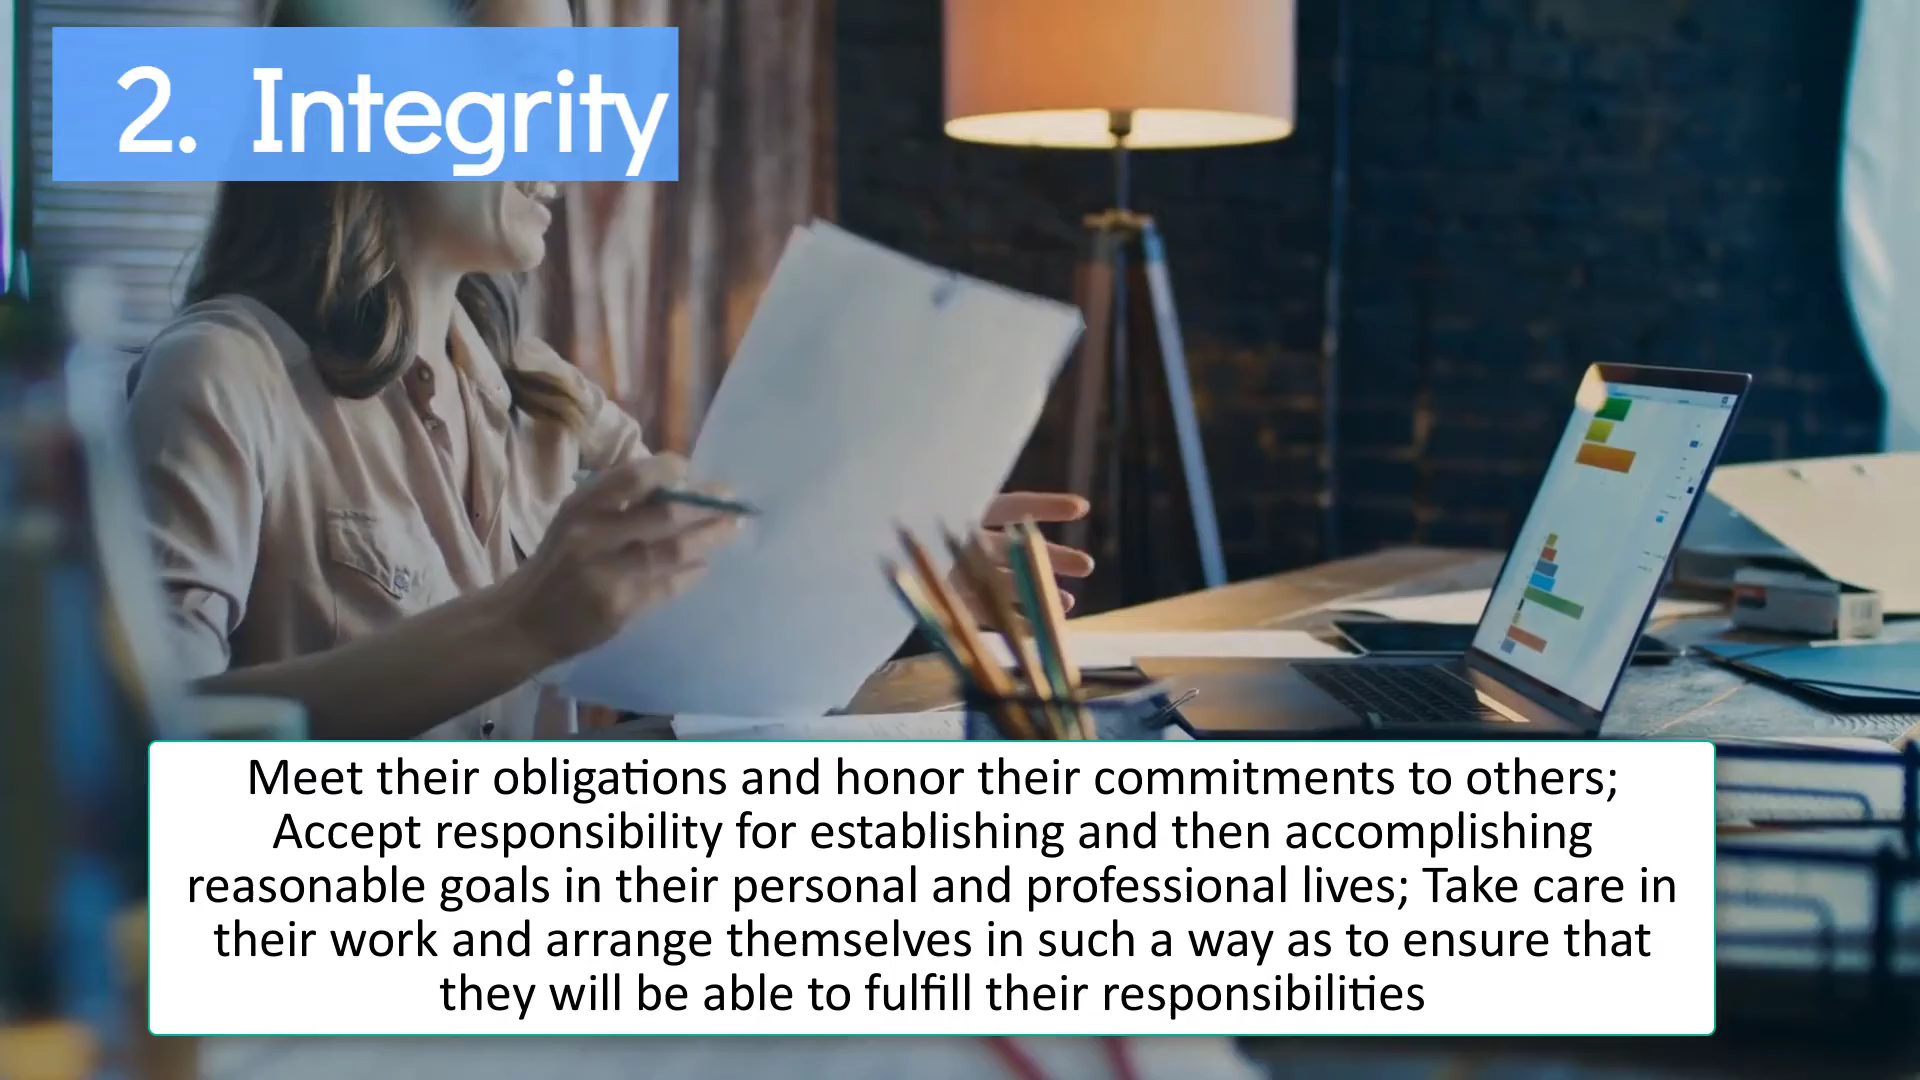 2. Integrity
Meet their obligations and honor their commitments to others;
Accept responsibility for establishing and then accomplishing
reasonable goals in their personal and professional lives; Take care in
their work and arrange themselves in such a way as to ensure that
they will be able to fulfill their responsibilities